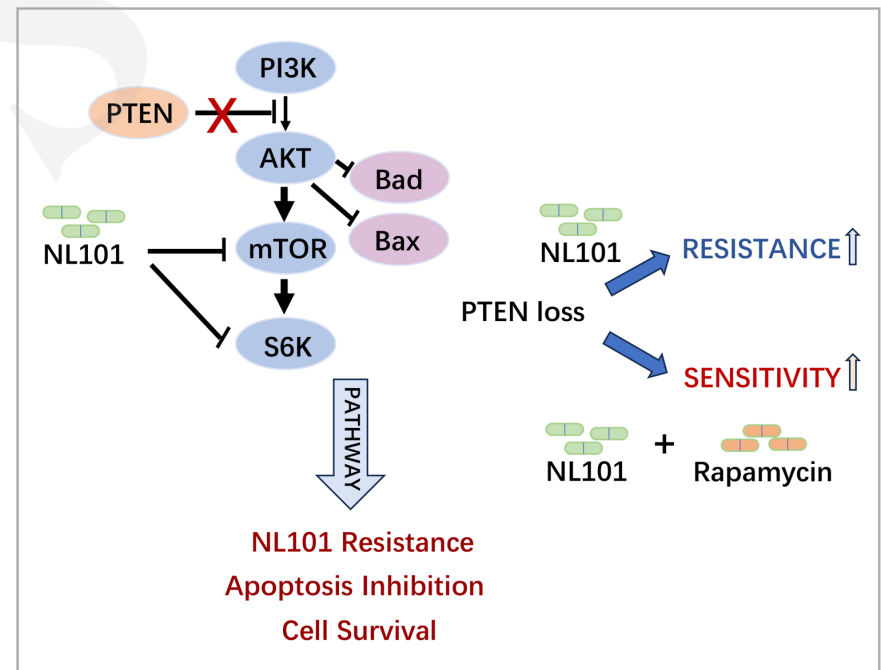 PI3K
PTEN
X
AKT
Bad
NL101
mTOR
Bax
S6K
PATHWAY
NL101 Resistance
Apoptosis Inhibition
Cell Survival
NL101
RESISTANCE
PTEN loss
SENSITIVITY
NL101 + Rapamycin